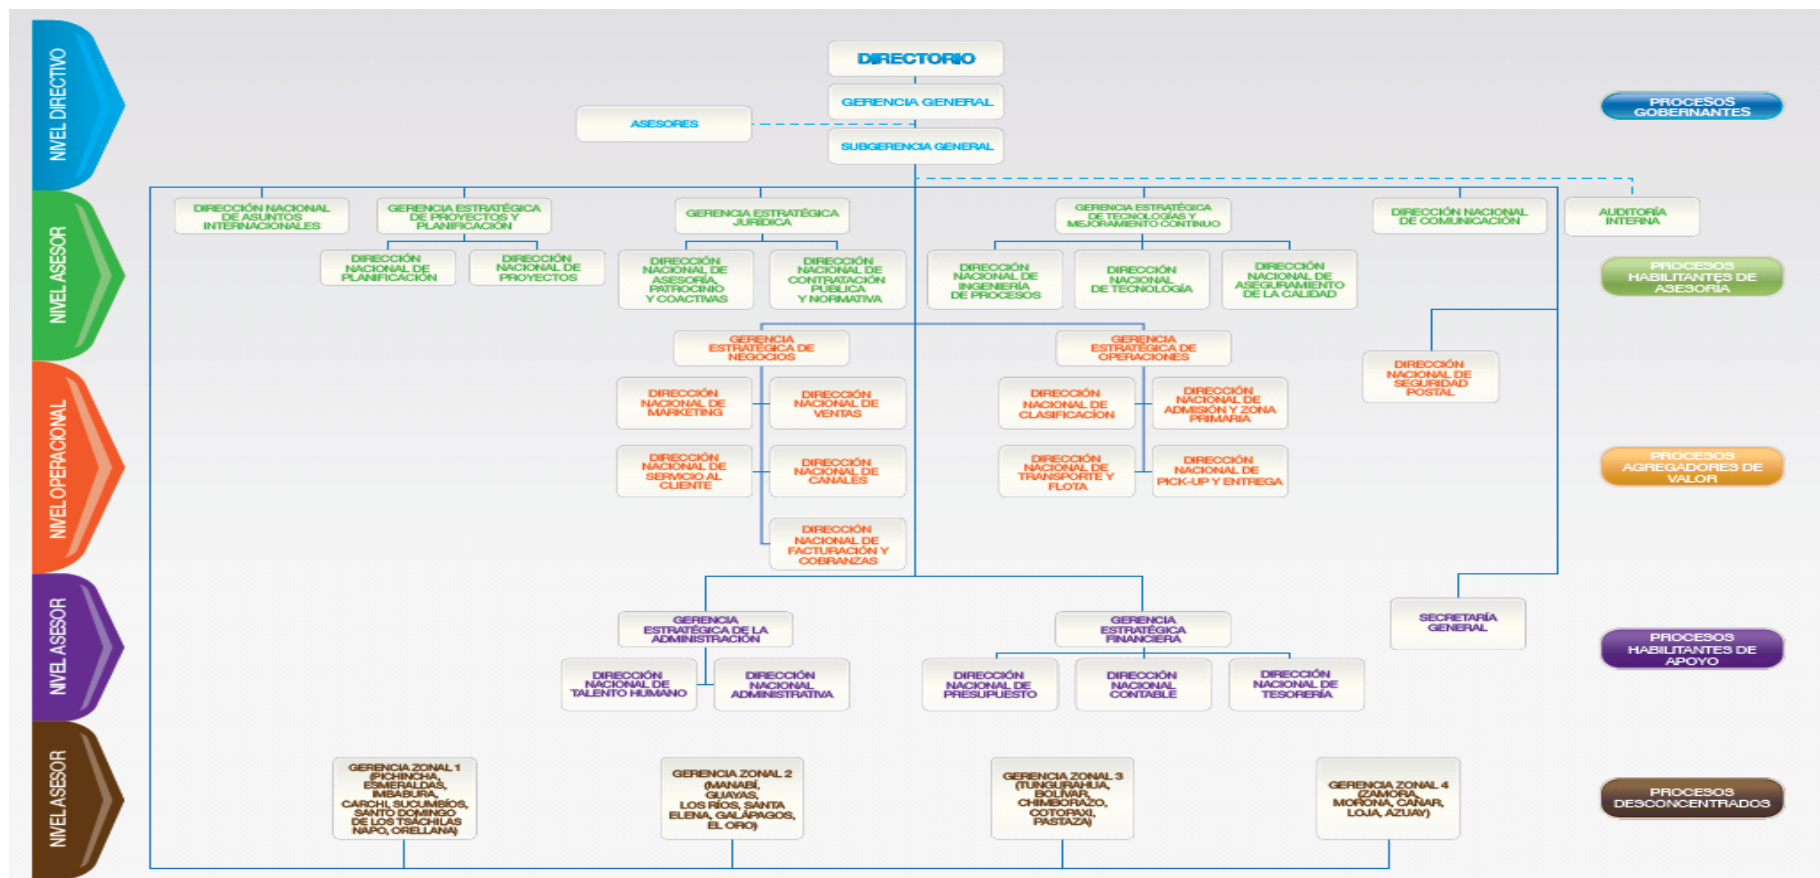 NIVEL DIRECTIVO
DIRECTORIO
GERENCIA GENERAL
ASESORES
SUBGERENCIA GENERAL
PROCESOS
GOBERNANTES
NIVEL ASESOR
DIRECCIÓN NACIONAL
DE ASUNTOS
INTERNACIONALES
GERENCIA ESTRATÉGICA
DE PROYECTOS Y
PLANIFICACIÓN
GERENCIA ESTRATÉGICA
JURÍDICA
GERENCIA ESTRATÉGICA
DE TECNOLOGÍAS Y
MEJORAMIENTO CONTINUO
DIRECCIÓN NACIONAL
DE COMUNICACIÓN
AUDITORÍA
INTERNA
DIRECCIÓN
NACIONAL DE
PLANIFICACIÓN
DIRECCIÓN
NACIONAL DE
PROYECTOS
DIRECCIÓN
NACIONAL DE
ASESORÍA,
PATROCINIO
Y COACTIVAS
DIRECCIÓN
NACIONAL DE
CONTRATACIÓN
PÚBLICA
Y NORMATIVA
DIRECCIÓN
NACIONAL DE
INGENIERÍA
DE PROCESOS
DIRECCIÓN
NACIONAL
DE TECNOLOGÍA
DIRECCIÓN
NACIONAL DE
ASEGURAMIENTO
DE LA CALIDAD
PROCESOS
HABILITANTES DE
ASESORÍA
NIVEL OPERACIONAL
GERENCIA
ESTRATÉGICA DE
NEGOCIOS
GERENCIA
ESTRATÉGICA DE
OPERACIONES
DIRECCIÓN
NACIONAL DE
SEGURIDAD
POSTAL
DIRECCIÓN
NACIONAL DE
MARKETING
DIRECCIÓN
NACIONAL DE
VENTAS
DIRECCIÓN
NACIONAL DE
CLASIFICACÍON
DIRECCIÓN
NACIONAL DE
ADMISIÓN Y ZONA
PRIMARIA
DIRECCIÓN
NACIONAL DE
SERVICIO AL
CLIENTE
DIRECCIÓN
NACIONAL DE
CANALES
DIRECCIÓN
NACIONAL DE
TRANSPORTE Y
FLOTA
DIRECCIÓN
NACIONAL DE
PICK-UP Y ENTREGA
PROCESOS
AGREGADORES DE
VALOR
DIRECCIÓN
NACIONAL DE
FACTURACIÓN Y
COBRANZAS
NIVEL ASESOR
GERENCIA
ESTRATÉGICA DE LA
ADMINISTRACIÓN
GERENCIA
ESTRATÉGICA
FINANCIERA
SECRETARÍA
GENERAL
PROCESOS
HABILITANTES DE
APOYO
DIRECCIÓN
NACIONAL DE
TALENTO HUMANO
DIRECCIÓN
NACIONAL
ADMINISTRATIVA
DIRECCIÓN
NACIONAL DE
PRESUPUESTO
DIRECCIÓN
NACIONAL
CONTABLE
DIRECCIÓN
NACIONAL DE
TESORERÍA
NIVEL ASESOR
GERENCIA ZONAL 1
(PICHINCHA,
ESMERALDAS,
IMBABURA,
CARCHI, SUCUMBÍOS,
SANTO DOMINGO
DE LOS TSÁCHILAS
NAPO, ORELLANA)
GERENCIA ZONAL 2
(MANABÍ,
GUAYAS,
LOS RÍOS, SANTA
ELENA, GALÁPAGOS,
EL ORO)
GERENCIA ZONAL 3
(TUNGURAHUA,
BOLÍVAR,
CHIMBORAZO,
COTOPAXI,
PASTAZA)
GERENCIA ZONAL 4
(ZAMORA,
MORONA, CAÑAR,
LOJA, AZUAY)
PROCESOS
DESCONCENTRADOS